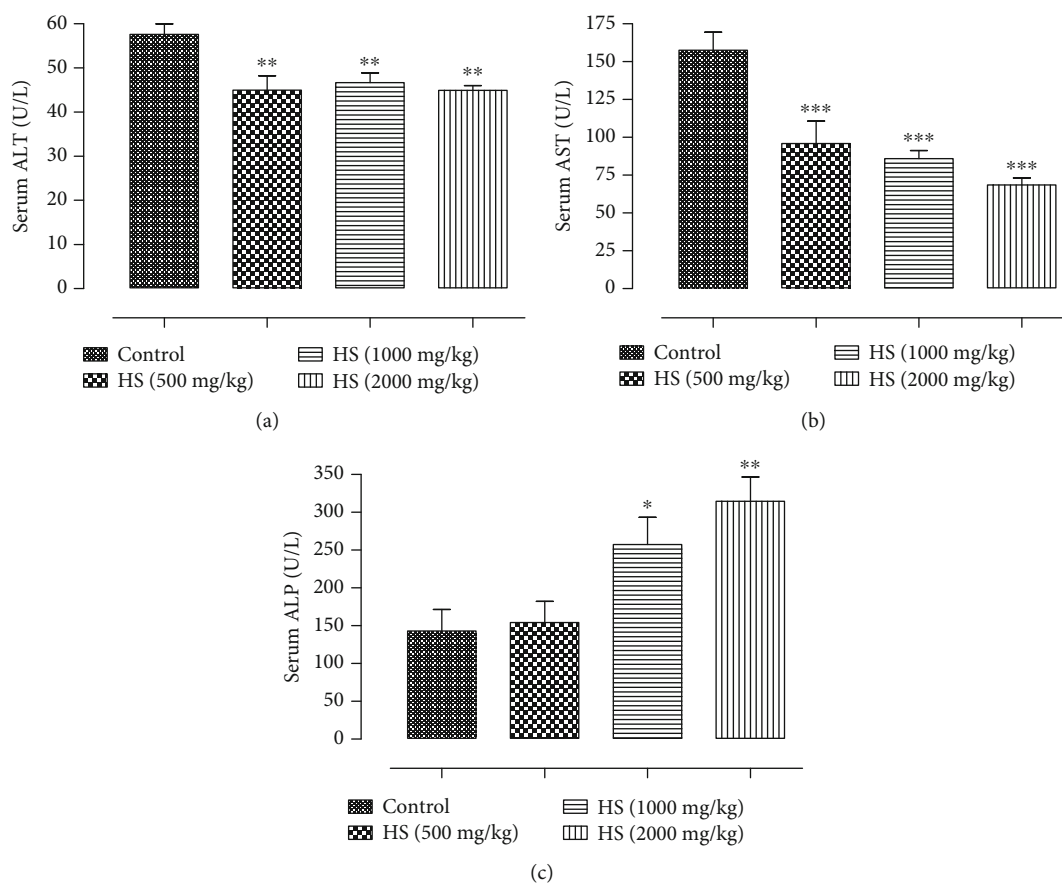 Serum ALT (U/L)
60
50
40
30
20
10
0
**
**
**
Control
HS (500 mg/kg)
HS (1000 mg/kg)
HS (2000 mg/kg)
(a)
Serum AST (U/L)
175
150
125
100
75
50
25
0
***
***
***
Control
HS (500 mg/kg)
HS (1000 mg/kg)
HS (2000 mg/kg)
(b)
Serum ALP (U/L)
350
300
250
200
150
100
50
0
*
**
Control
HS (500 mg/kg)
HS (1000 mg/kg)
HS (2000 mg/kg)
(c)